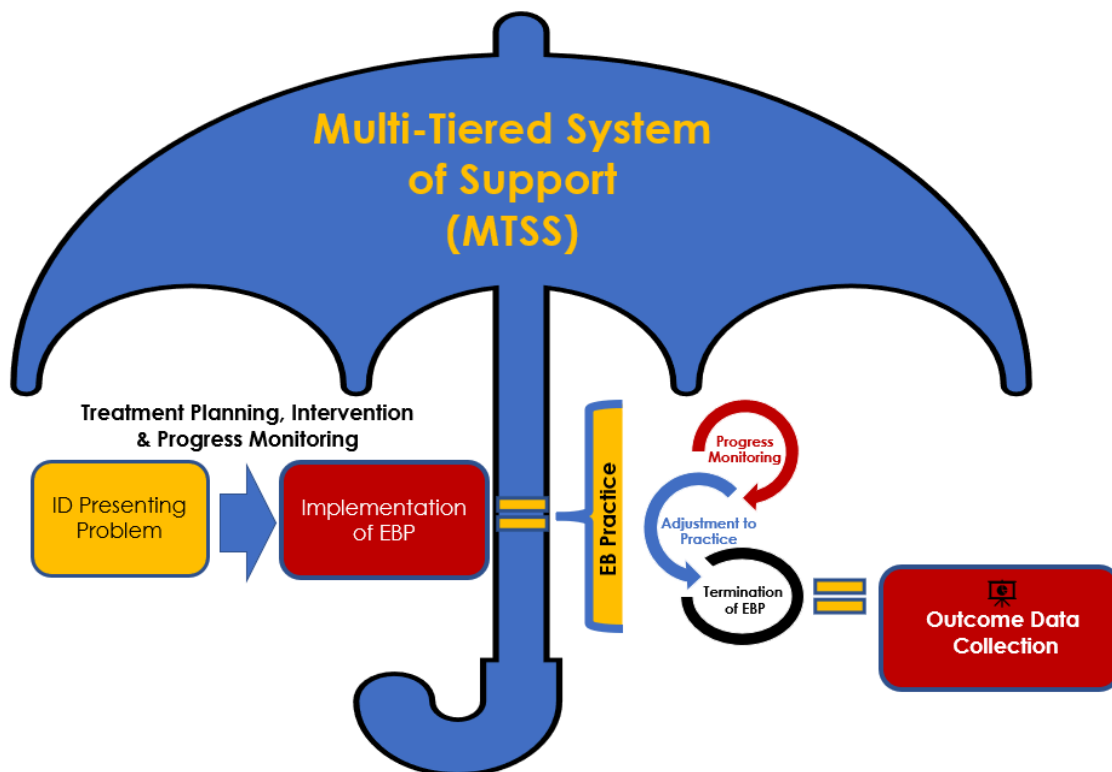 Multi-Tiered System
of Support
(MTSS)
Treatment Planning, Intervention
& Progress Monitoring
ID Presenting
Problem
Implementation
of EBP
EB Practice
Progress
Monitoring
Adjustment to
Practice
Termination
of EBP
Outcome Data
Collection